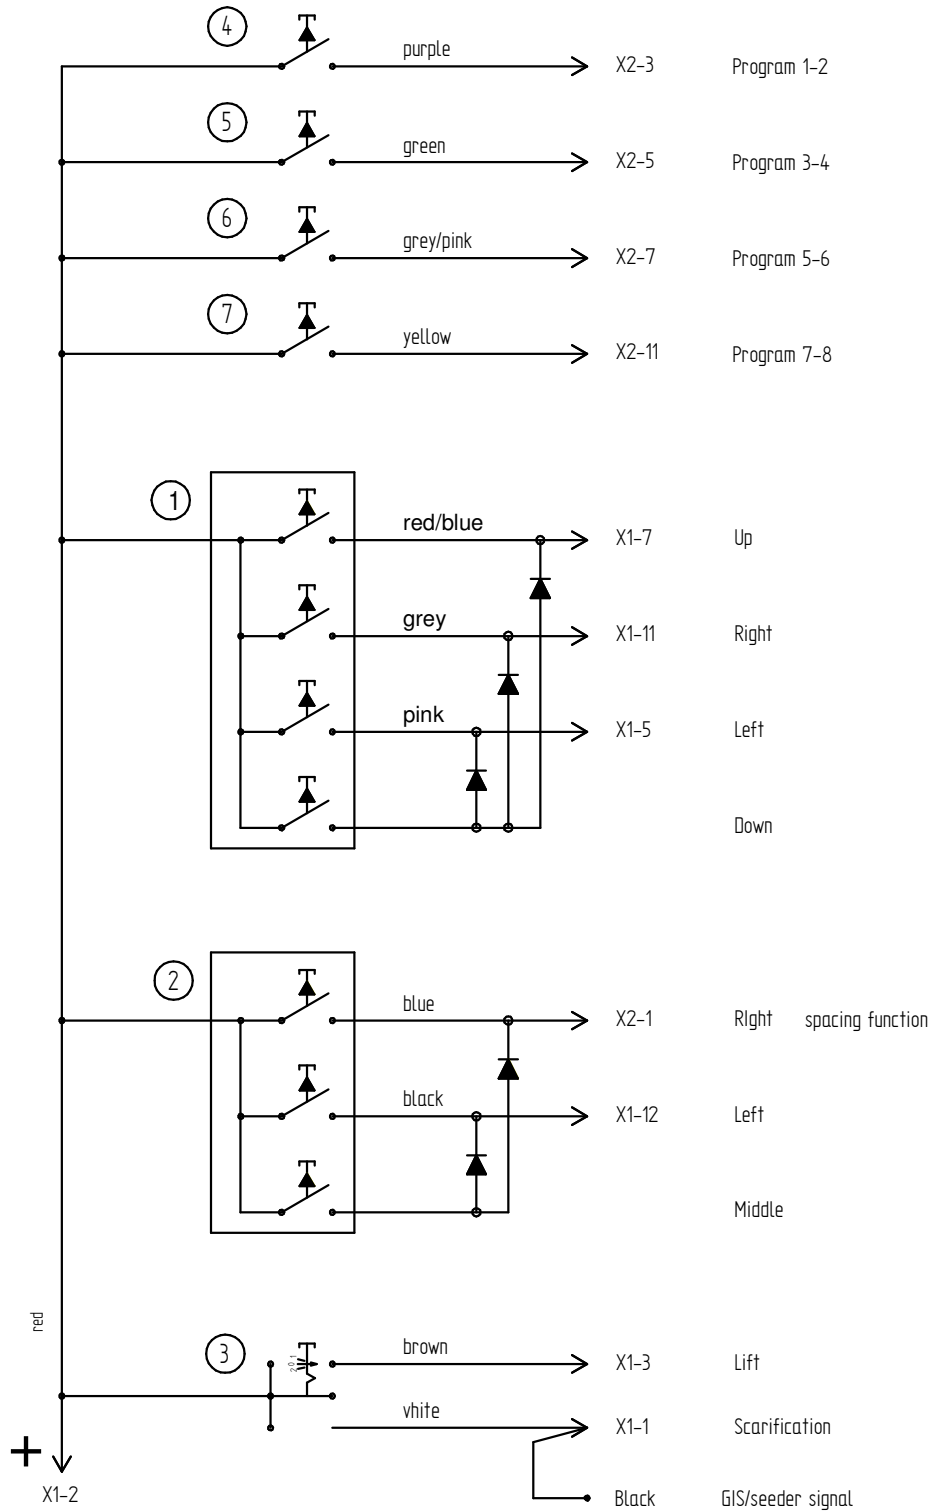 4
purple X2-3 Program 1-2
5
green X2-5 Program 3-4
6
grey/pink X2-7 Program 5-6
7
yellow X2-11 Program 7-8
1
red/blue X1-7 Up
grey X1-11 Right
pink X1-5 Left
Down
2
blue X2-1 RIght spacing function
black X1-12 Left
Middle
red
3
2 0 1
brown X1-3 Lift
vhite X1-1 Scarification
+
X1-2
Black GIS/seeder signal